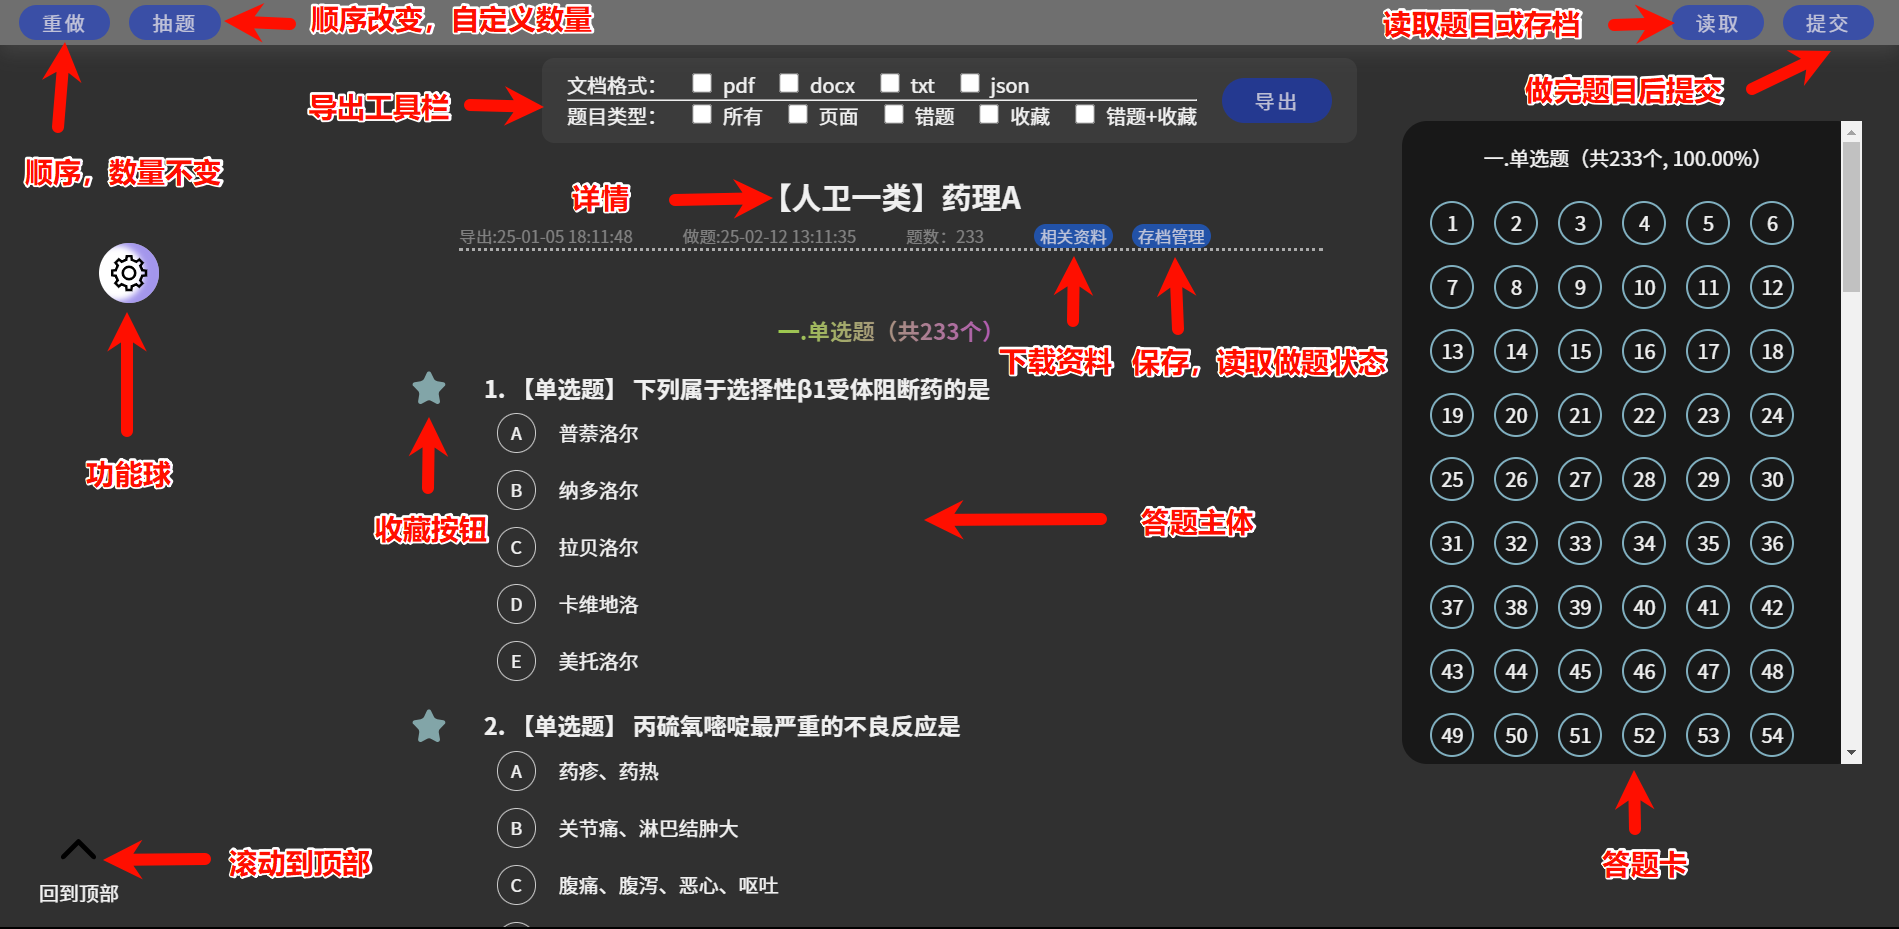 重做
抽题
顺序改变，自定义数量
读取题目或存档
读取
提交
文档格式： pdf docx txt json
题目类型： 所有 页面 错题 收藏 错题+收藏
导出
导出工具栏
做完题目后提交
顺序，数量不变
详情
【人卫一类】药理A
导出:25-01-05 18:11:48 做题:25-02-12 13:11:35 题数：233 相关资料 存档管理
一.单选题（共233个）
下载资料
保存，读取做题状态
1. 【单选题】 下列属于选择性β1受体阻断药的是
A 普萘洛尔
B 纳多洛尔
C 拉贝洛尔
D 卡维地洛
E 美托洛尔
功能球
收藏按钮
答题主体
2. 【单选题】 丙硫氧嘧啶最严重的不良反应是
A 药疹、药热
B 关节痛、淋巴结肿大
C 腹痛、腹泻、恶心、呕吐
滚动到顶部
回到顶部
一.单选题（共233个, 100.00%）
1 2 3 4 5 6
7 8 9 10 11 12
13 14 15 16 17 18
19 20 21 22 23 24
25 26 27 28 29 30
31 32 33 34 35 36
37 38 39 40 41 42
43 44 45 46 47 48
49 50 51 52 53 54
答题卡